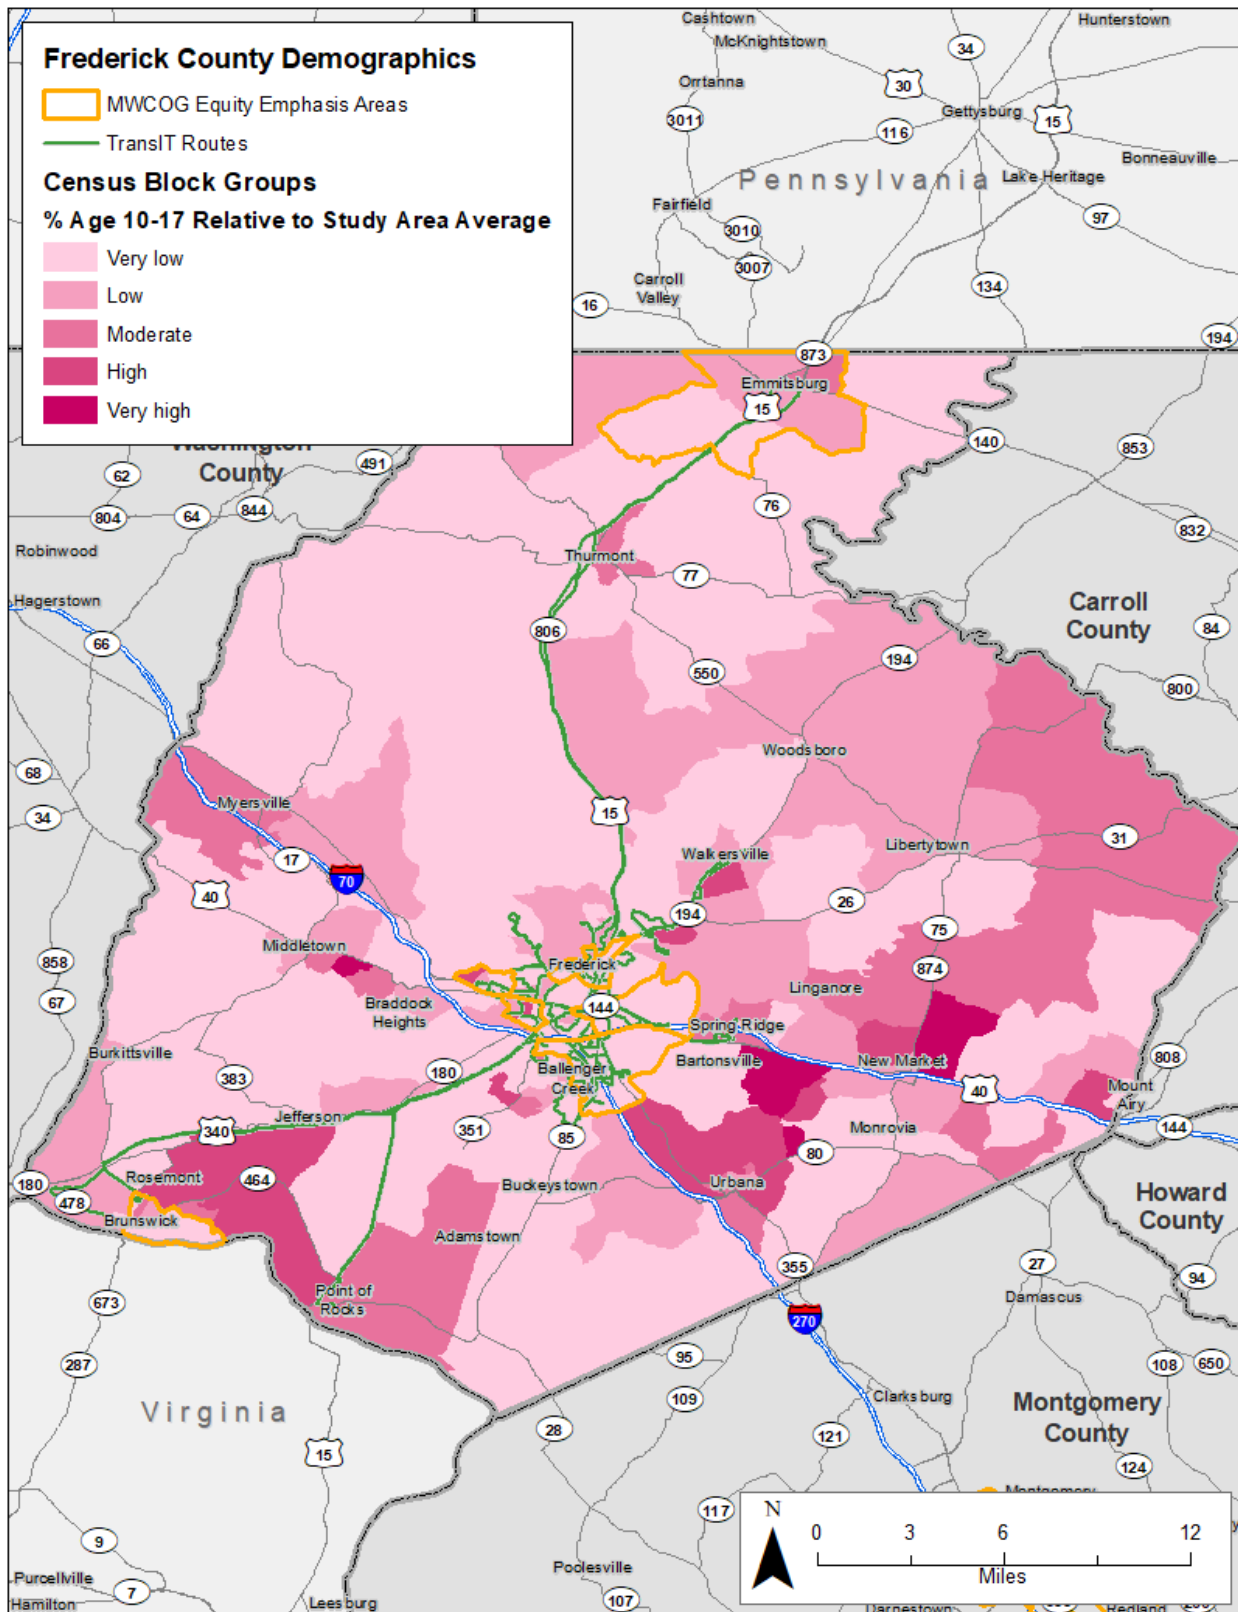 Frederick County Demographics
MWCOG Equity Emphasis Areas
TransIT Routes
Census Block Groups
% Age 10-17 Relative to Study Area Average
Very low
Low
Moderate
High
Very high
Cashtown
Hunterstown
McKnightstown
34
Orrtanna
30
Gettysburg
3011
116
15
Bonneauville
Pennsylvania
Lake Heritage
Fairfield
97
3010
3007
Carroll
Valley
134
16
194
873
Emmitsburg
15
Washington
County
491
140
853
62
76
804
64
844
832
Robinwood
Thurmont
77
Hagerstown
Carroll
County
806
84
66
194
550
800
Woodsboro
68
Myersville
15
34
31
Walkersville
Libertytown
17
70
40
26
194
75
Middletown
858
Frederick
874
67
Linganore
Braddock
Heights
144
Spring Ridge
Burkittsville
Bartonsville
New Market
808
383
180
Ballenger
Creek
40
Mount
Airy
Jefferson
340
351
85
Monrovia
144
80
Rosemont
464
180
Urbana
Buckeystown
478
Howard
County
Brunswick
Adamstown
355
27
94
Point of
Rocks
673
Damascus
270
287
95
108
650
109
Clarksburg
Virginia
Montgomery
County
28
15
121
124
Montgomery
117
N
0
3
6
12
Miles
9
Poolesville
Purcellville
7
Hamilton
Leesburg
107
Darnestown
Redland